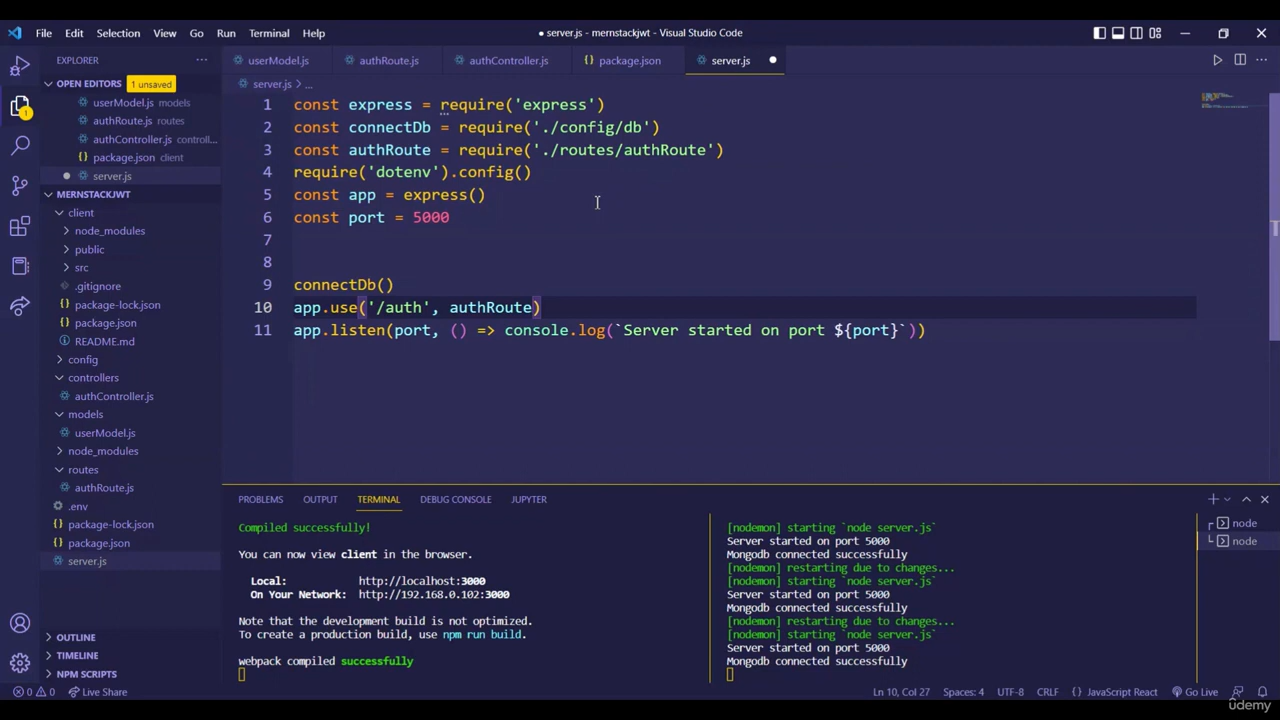 File Edit Selection View Go Run Terminal Help
● server.js - mernstackjwt - Visual Studio Code
EXPLORER ···
OPEN EDITORS 1 unsaved
userModel.js models
authRoute.js routes
authController.js controll...
package.json client
server.js
MERNSTACKJWT
client
node_modules
public
src
.gitignore
package-lock.json
package.json
README.md
config
controllers
authController.js
models
userModel.js
node_modules
routes
authRoute.js
.env
package-lock.json
package.json
server.js
OUTLINE
TIMELINE
NPM SCRIPTS
1
userModel.js authRoute.js authController.js package.json server.js
server.js > ...
1 const express = require('express')
2 const connectDb = require('./config/db')
3 const authRoute = require('./routes/authRoute')
4 require('dotenv').config()
5 const app = express()
6 const port = 5000
7
8
9 connectDb()
10 app.use('/auth', authRoute)
11 app.listen(port, () => console.log(`Server started on port ${port}`))
PROBLEMS OUTPUT TERMINAL DEBUG CONSOLE JUPYTER
Compiled successfully!
You can now view client in the browser.
Local: http://localhost:3000
On Your Network: http://192.168.0.102:3000
Note that the development build is not optimized.
To create a production build, use npm run build.
webpack compiled successfully
[nodemon] starting `node server.js`
Server started on port 5000
Mongodb connected successfully
[nodemon] restarting due to changes...
[nodemon] starting `node server.js`
Server started on port 5000
Mongodb connected successfully
[nodemon] restarting due to changes...
[nodemon] starting `node server.js`
Server started on port 5000
Mongodb connected successfully
node
node
0 0 Live Share
Ln 10, Col 27 Spaces: 4 UTF-8 CRLF {} JavaScript React Go Live
udemy